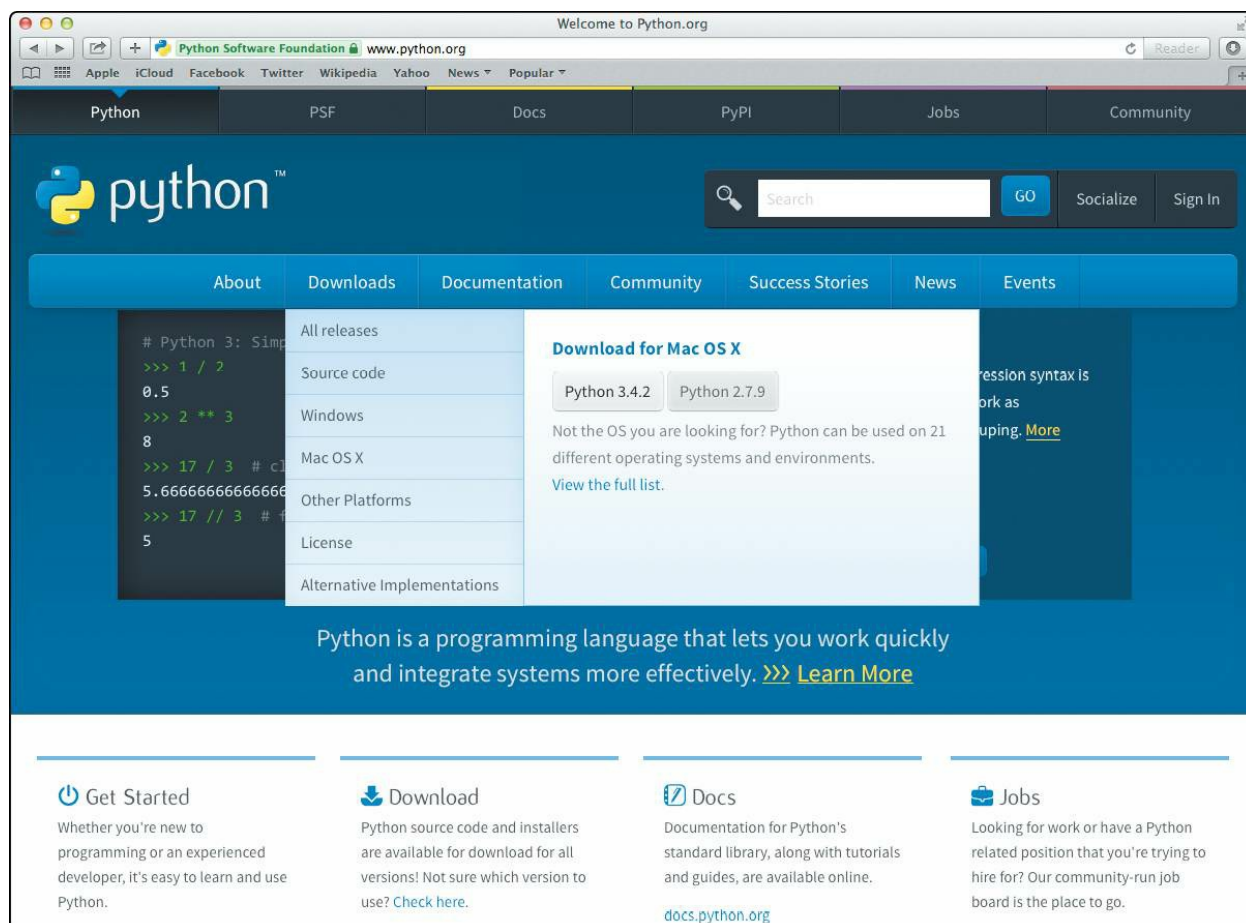 Welcome to Python.org
Python Software Foundation www.python.org Reader
Apple iCloud Facebook Twitter Wikipedia Yahoo News Popular
Python PSF Docs PyPI Jobs Community
python™
Search GO Socialize Sign In
About Downloads Documentation Community Success Stories News Events
# Python 3: Simp
>>> 1 / 2
0.5
>>> 2 ** 3
8
>>> 17 / 3 # cl
5.66666666666666
>>> 17 // 3 # f
5
All releases
Source code
Windows
Mac OS X
Other Platforms
License
Alternative Implementations
Download for Mac OS X
Python 3.4.2 Python 2.7.9
Not the OS you are looking for? Python can be used on 21
different operating systems and environments.
View the full list.
ression syntax is
ork as
uping. More
Python is a programming language that lets you work quickly
and integrate systems more effectively. >>> Learn More
Get Started
Whether you're new to
programming or an experienced
developer, it's easy to learn and use
Python.
Download
Python source code and installers
are available for download for all
versions! Not sure which version to
use? Check here.
Docs
Documentation for Python's
standard library, along with tutorials
and guides, are available online.
docs.python.org
Jobs
Looking for work or have a Python
related position that you're trying to
hire for? Our community-run job
board is the place to go.